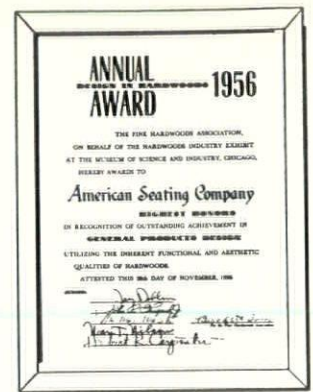 ANNUAL
DESIGN IN HARDWOODS
AWARD
1956
THE FINE HARDWOODS ASSOCIATION,
ON BEHALF OF THE HARDWOODS INDUSTRY EXHIBIT
AT THE MUSEUM OF SCIENCE AND INDUSTRY, CHICAGO,
HEREBY AWARDS TO
American Seating Company
HIGHEST HONORS
IN RECOGNITION OF OUTSTANDING ACHIEVEMENT IN
GENERAL PRODUCTS DESIGN
UTILIZING THE INHERENT FUNCTIONAL AND AESTHETIC
QUALITIES OF HARDWOODS.
ATTESTED THIS DAY OF NOVEMBER, 1956